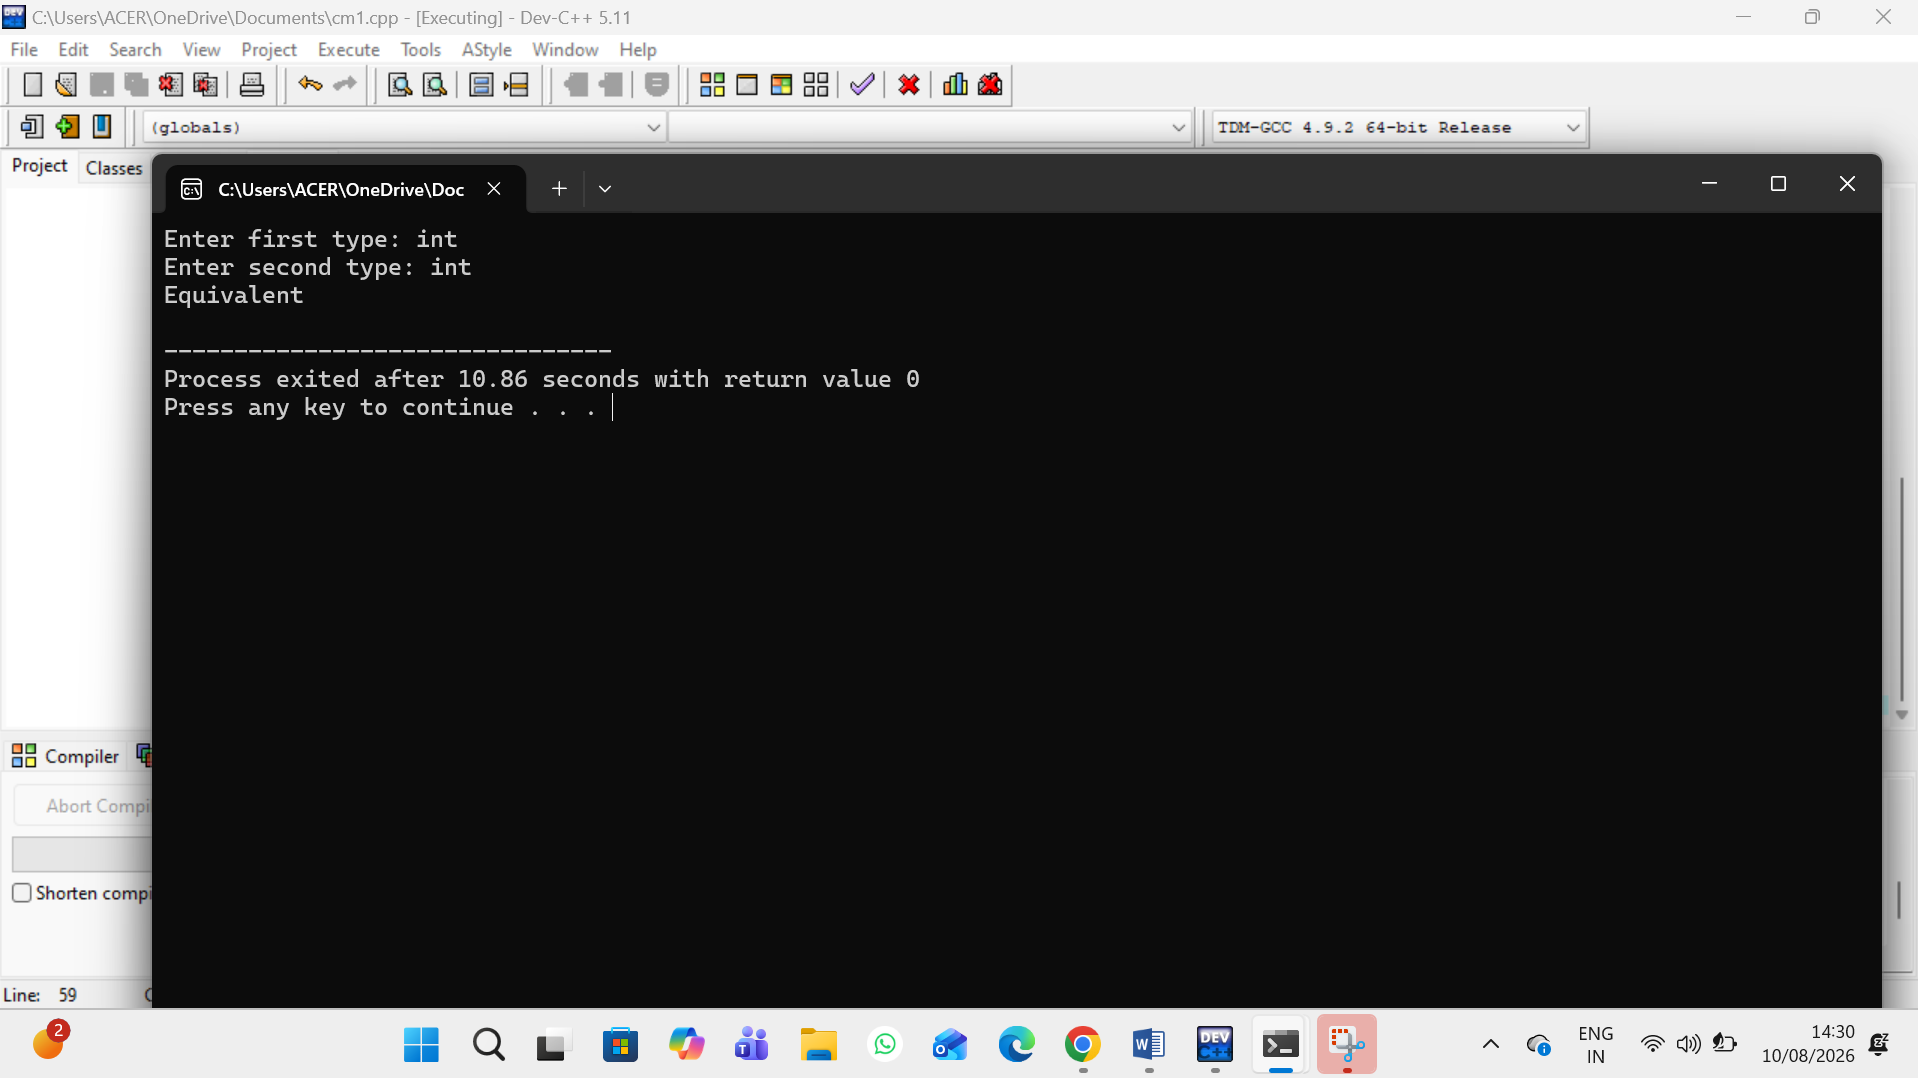 C:\Users\ACER\OneDrive\Documents\cm1.cpp - [Executing] - Dev-C++ 5.11
File Edit Search View Project Execute Tools AStyle Window Help
(globals)
TDM-GCC 4.9.2 64-bit Release
Project Classes
C:\Users\ACER\OneDrive\Doc
Enter first type: int
Enter second type: int
Equivalent
--------------------------------
Process exited after 10.86 seconds with return value 0
Press any key to continue . . .
Compiler
Abort Compi
Shorten compi
Line: 59
2
DEV C++
ENG
IN
14:30
10/08/2026